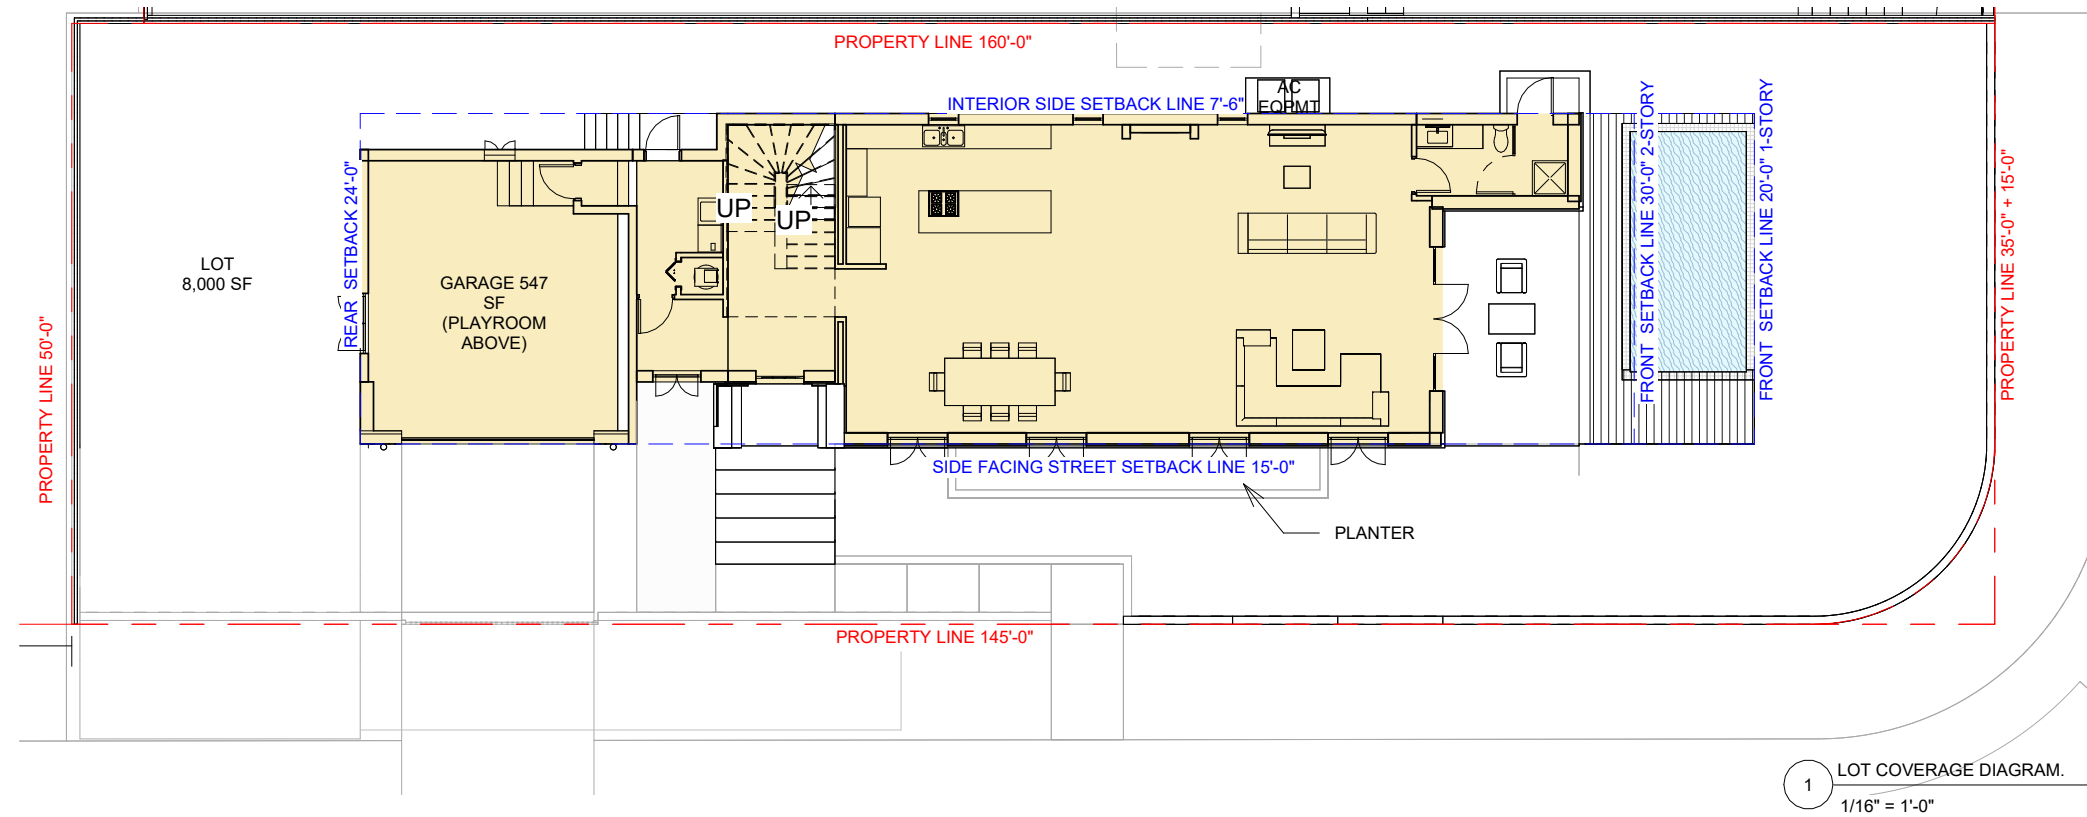 PROPERTY LINE 160'-0"
AC
EQPMT
INTERIOR SIDE SETBACK LINE 7'-6"
FRONT  SETBACK LINE 30'-0" 2-STORY
FRONT  SETBACK LINE 20'-0" 1-STORY
PROPERTY LINE 35'-0" + 15'-0"
REAR  SETBACK 24'-0"
UP
UP
LOT
8,000 SF
GARAGE 547
SF
(PLAYROOM
ABOVE)
PROPERTY LINE 50'-0"
SIDE FACING STREET SETBACK LINE 15'-0"
PLANTER
PROPERTY LINE 145'-0"
1
LOT COVERAGE DIAGRAM.
1/16" = 1'-0"